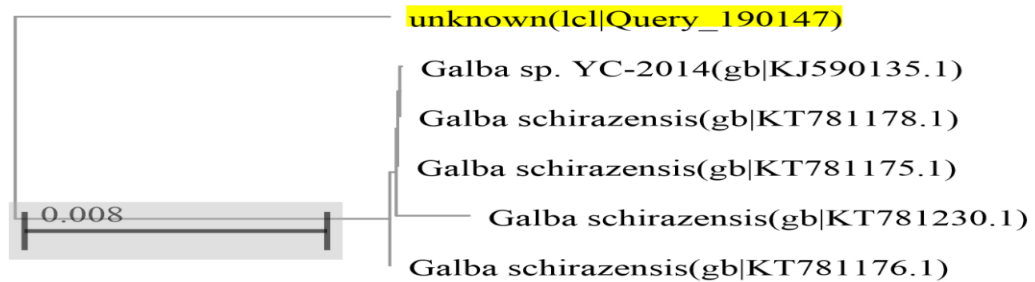 unknown(lcl|Query_190147)
Galba sp. YC-2014(gb|KJ590135.1)
Galba schirazensis(gb|KT781178.1)
Galba schirazensis(gb|KT781175.1)
0.008
Galba schirazensis(gb|KT781230.1)
Galba schirazensis(gb|KT781176.1)